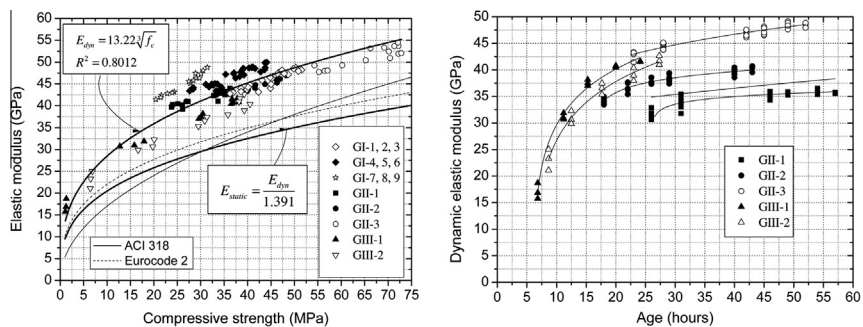 E_dyn = 13.22 ∛f_c
R² = 0.8012
E_static = E_dyn / 1.391
GI-1, 2, 3
GI-4, 5, 6
GI-7, 8, 9
GII-1
GII-2
GII-3
GIII-1
GIII-2
ACI 318
Eurocode 2
Elastic modulus (GPa)
60
55
50
45
40
35
30
25
20
15
10
5
0
0 5 10 15 20 25 30 35 40 45 50 55 60 65 70 75
Compressive strength (MPa)
Dynamic elastic modulus (GPa)
50
45
40
35
30
25
20
15
10
5
0
GII-1
GII-2
GII-3
GIII-1
GIII-2
0 5 10 15 20 25 30 35 40 45 50 55 60
Age (hours)